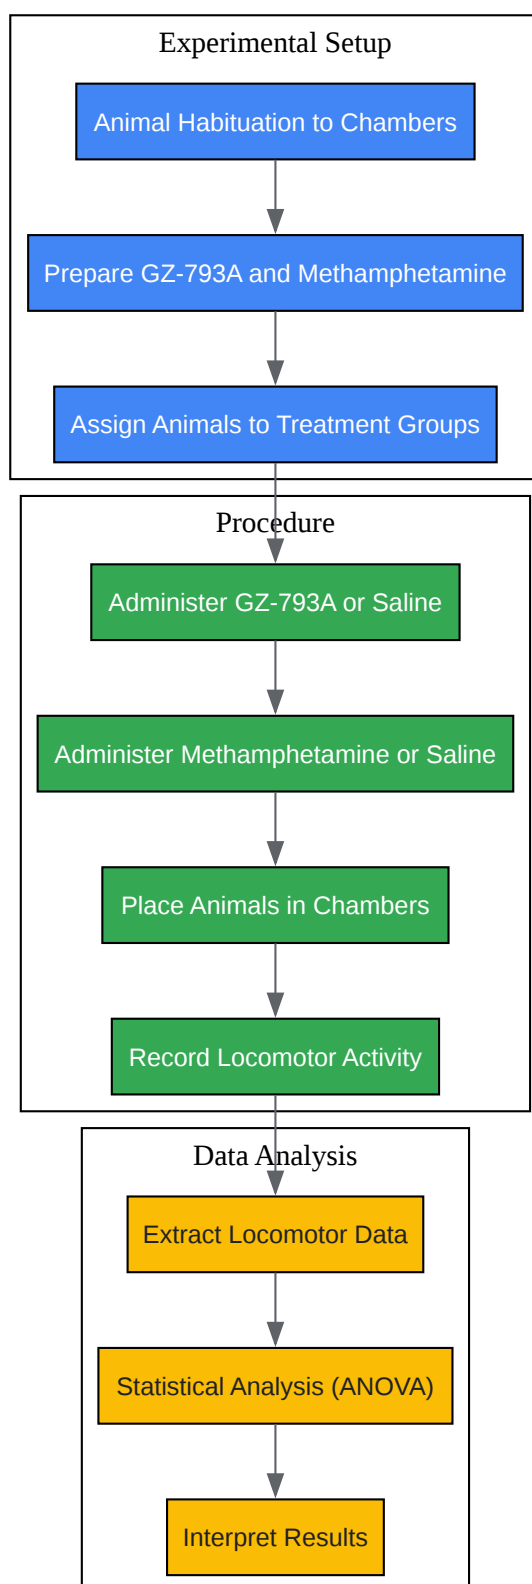 Experimental Setup
Animal Habituation to Chambers
Prepare GZ-793A and Methamphetamine
Assign Animals to Treatment Groups
Procedure
Administer GZ-793A or Saline
Administer Methamphetamine or Saline
Place Animals in Chambers
Record Locomotor Activity
Data Analysis
Extract Locomotor Data
Statistical Analysis (ANOVA)
Interpret Results